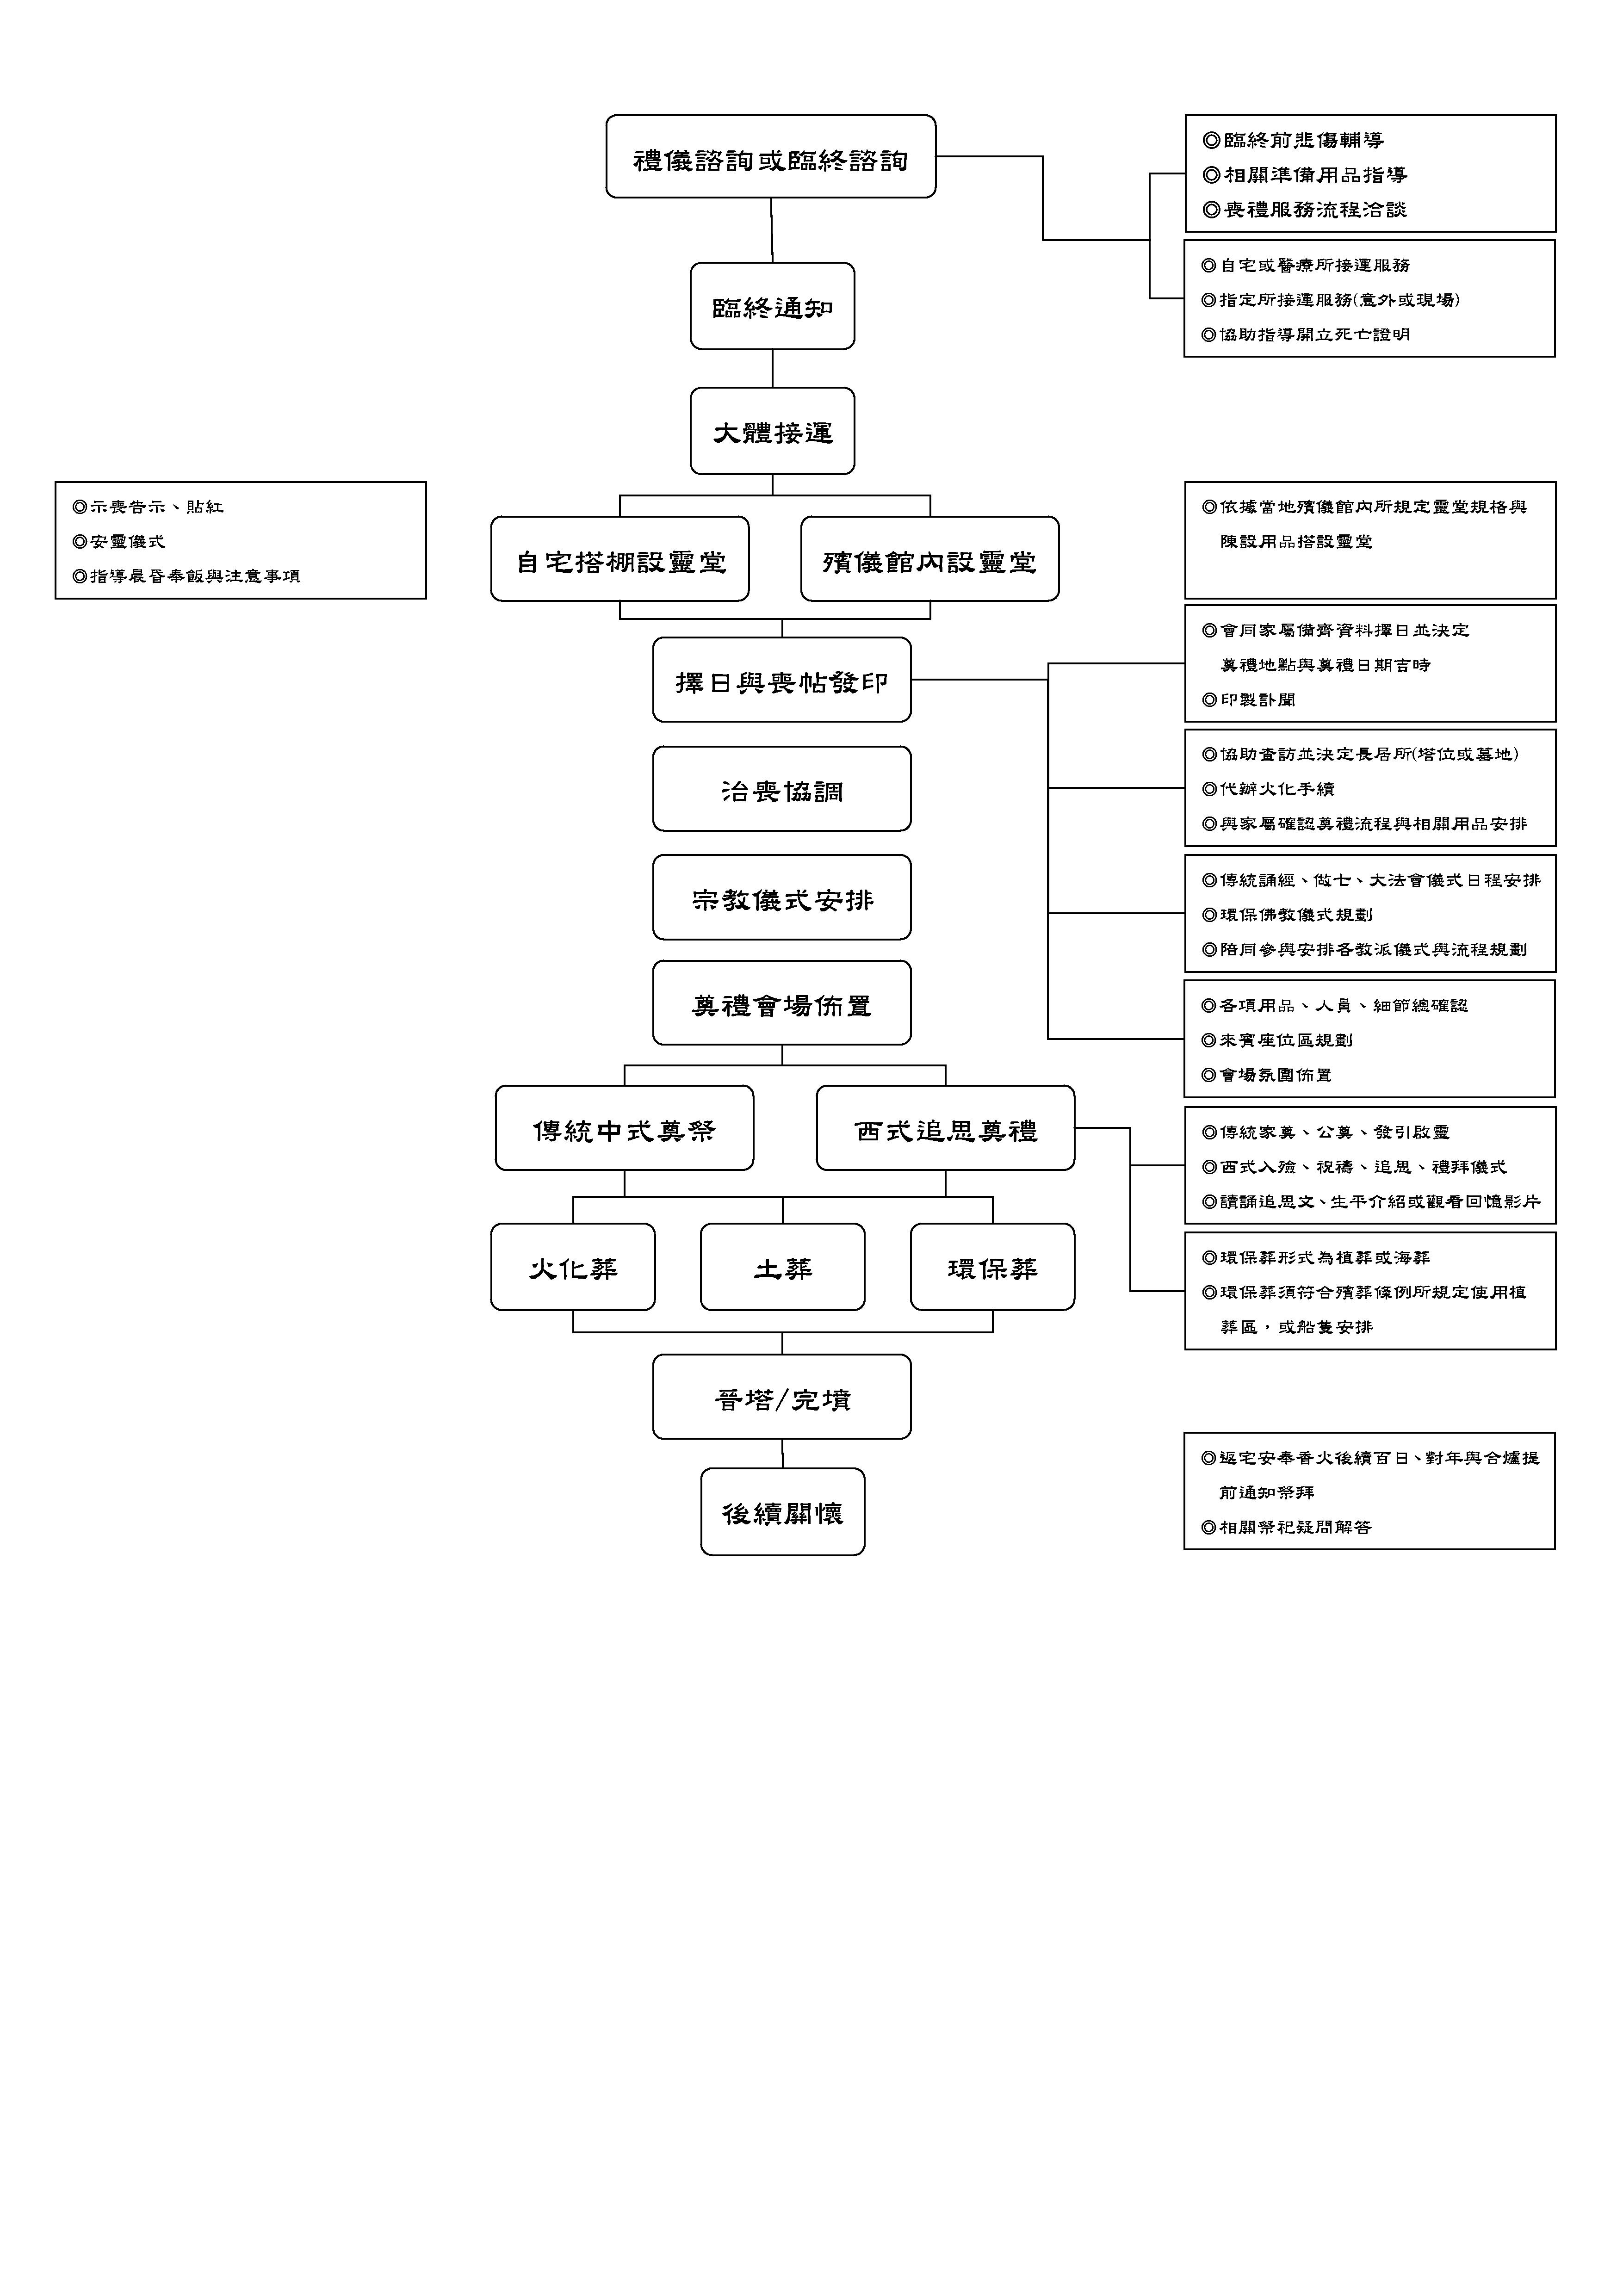 禮儀諮詢或臨終諮詢
◎臨終前悲傷輔導
◎相關準備用品指導
◎喪禮服務流程洽談
◎自宅或醫療所接運服務
◎指定所接運服務(意外或現場)
◎協助指導開立死亡證明
臨終通知
大體接運
◎示喪告示、貼紅
◎安靈儀式
◎指導晨昏奉飯與注意事項
自宅搭棚設靈堂
殯儀館內設靈堂
◎依據當地殯儀館內所規定靈堂規格與
陳設用品搭設靈堂
擇日與喪帖發印
◎會同家屬備齊資料擇日並決定
奠禮地點與奠禮日期吉時
◎印製訃聞
治喪協調
◎協助查訪並決定長居所(塔位或墓地)
◎代辦火化手續
◎與家屬確認奠禮流程與相關用品安排
宗教儀式安排
◎傳統誦經、做七、大法會儀式日程安排
◎環保佛教儀式規劃
◎陪同參與安排各教派儀式與流程規劃
奠禮會場佈置
◎各項用品、人員、細節總確認
◎來賓座位區規劃
◎會場氛圍佈置
傳統中式奠祭
西式追思奠禮
◎傳統家奠、公奠、發引啟靈
◎西式入殮、祝禱、追思、禮拜儀式
◎讀誦追思文、生平介紹或觀看回憶影片
火化葬
土葬
環保葬
◎環保葬形式為植葬或海葬
◎環保葬須符合殯葬條例所規定使用植
葬區，或船隻安排
晉塔/完墳
後續關懷
◎返宅安奉香火後續百日、對年與合爐提
前通知祭拜
◎相關祭祀疑問解答